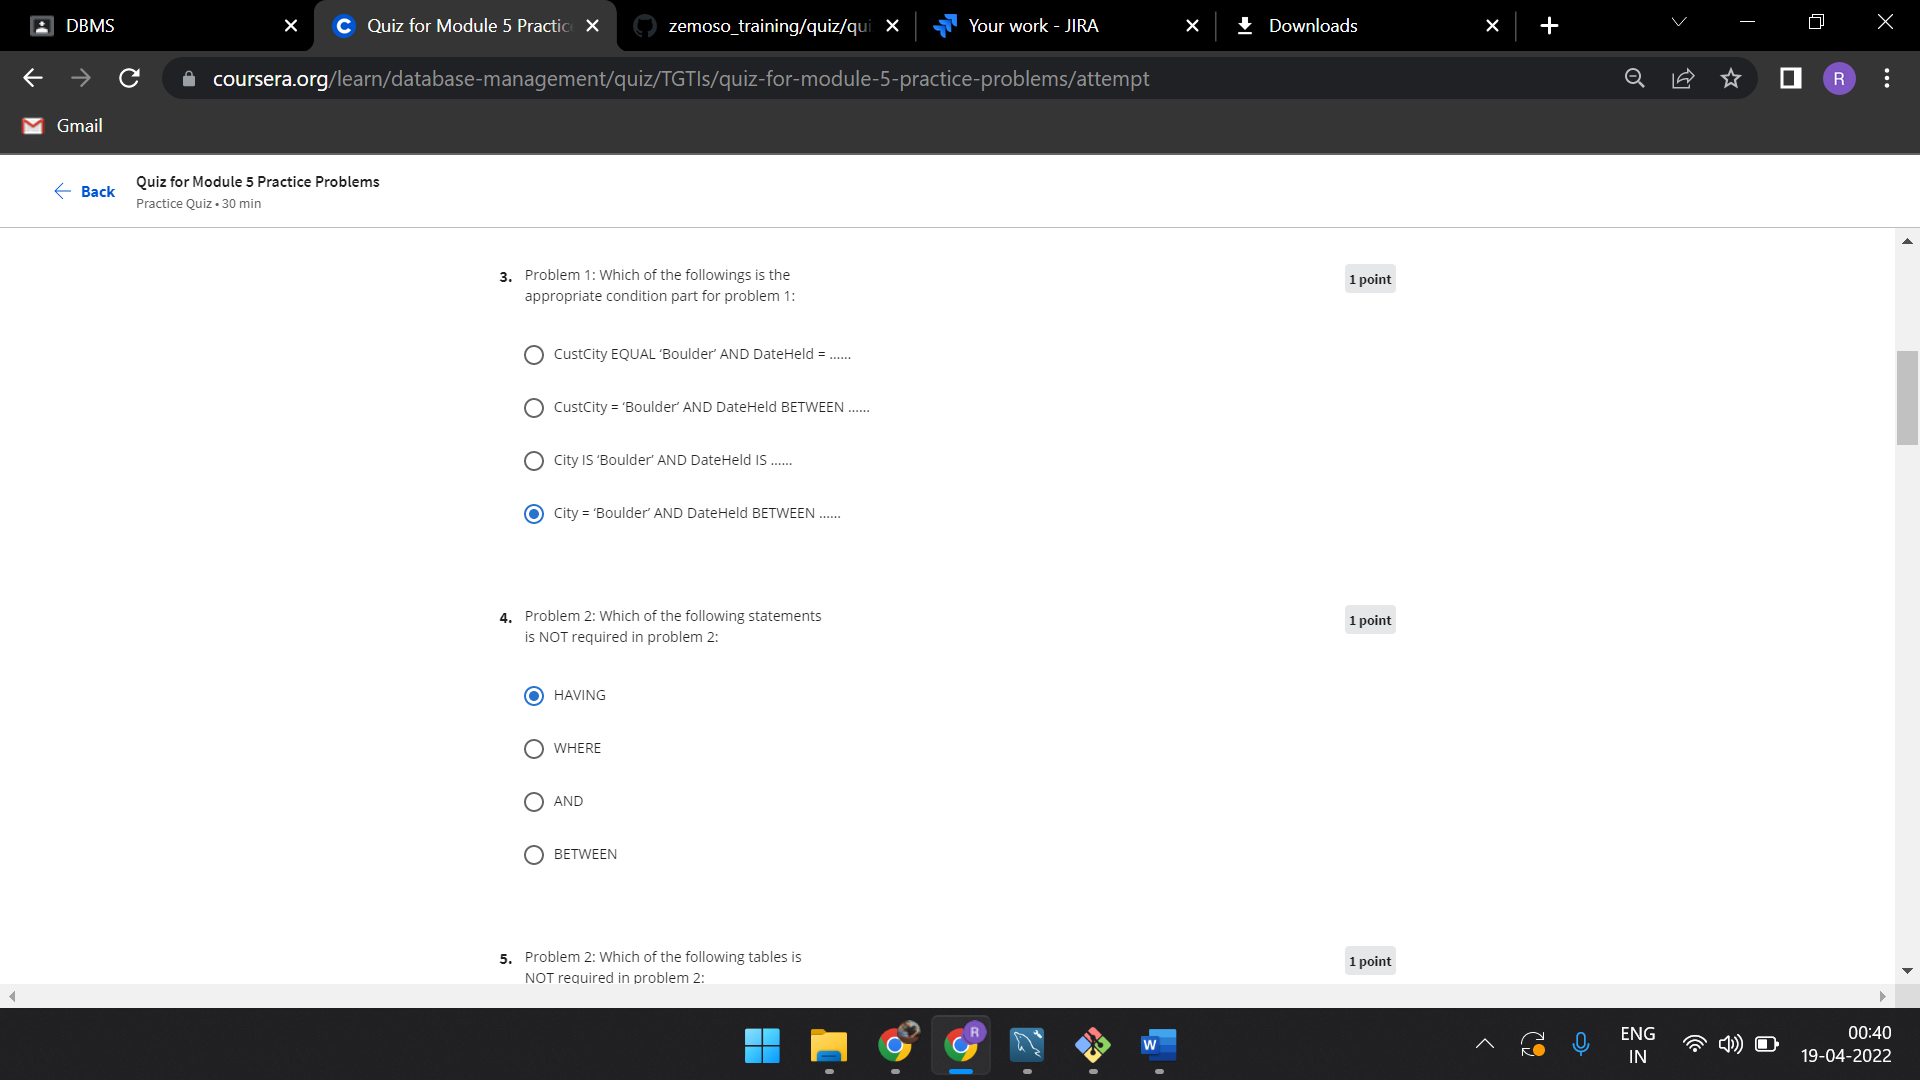 DBMS
Quiz for Module 5 Practic
zemoso_training/quiz/qui
Your work - JIRA
Downloads
coursera.org/learn/database-management/quiz/TGTIs/quiz-for-module-5-practice-problems/attempt
R
Gmail
Back
Quiz for Module 5 Practice Problems
Practice Quiz • 30 min
3. Problem 1: Which of the followings is the
appropriate condition part for problem 1:
1 point
CustCity EQUAL ‘Boulder’ AND DateHeld = ......
CustCity = ‘Boulder’ AND DateHeld BETWEEN ......
City IS ‘Boulder’ AND DateHeld IS ......
City = ‘Boulder’ AND DateHeld BETWEEN ......
4. Problem 2: Which of the following statements
is NOT required in problem 2:
1 point
HAVING
WHERE
AND
BETWEEN
5. Problem 2: Which of the following tables is
NOT required in problem 2:
1 point
R
W
ENG
IN
00:40
19-04-2022